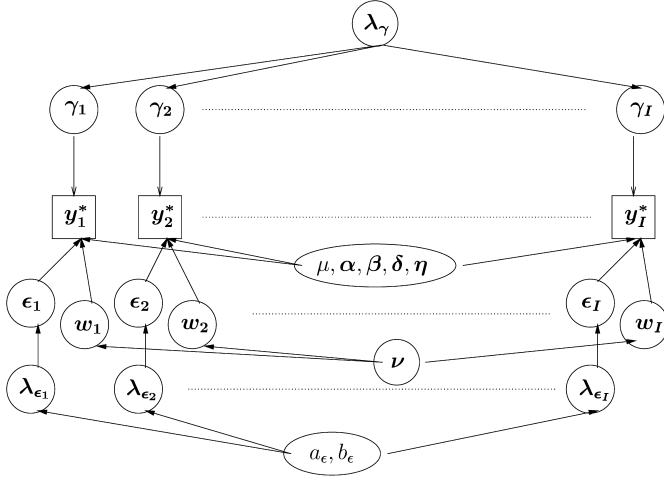 λ_γ
γ_1 γ_2 γ_I
y*_1 y*_2 y*_I
μ, α, β, δ, η
ϵ_1 ϵ_2 ϵ_I
w_1 w_2 w_I
ν
λ_{ϵ_1} λ_{ϵ_2} λ_{ϵ_I}
a_ϵ, b_ϵ